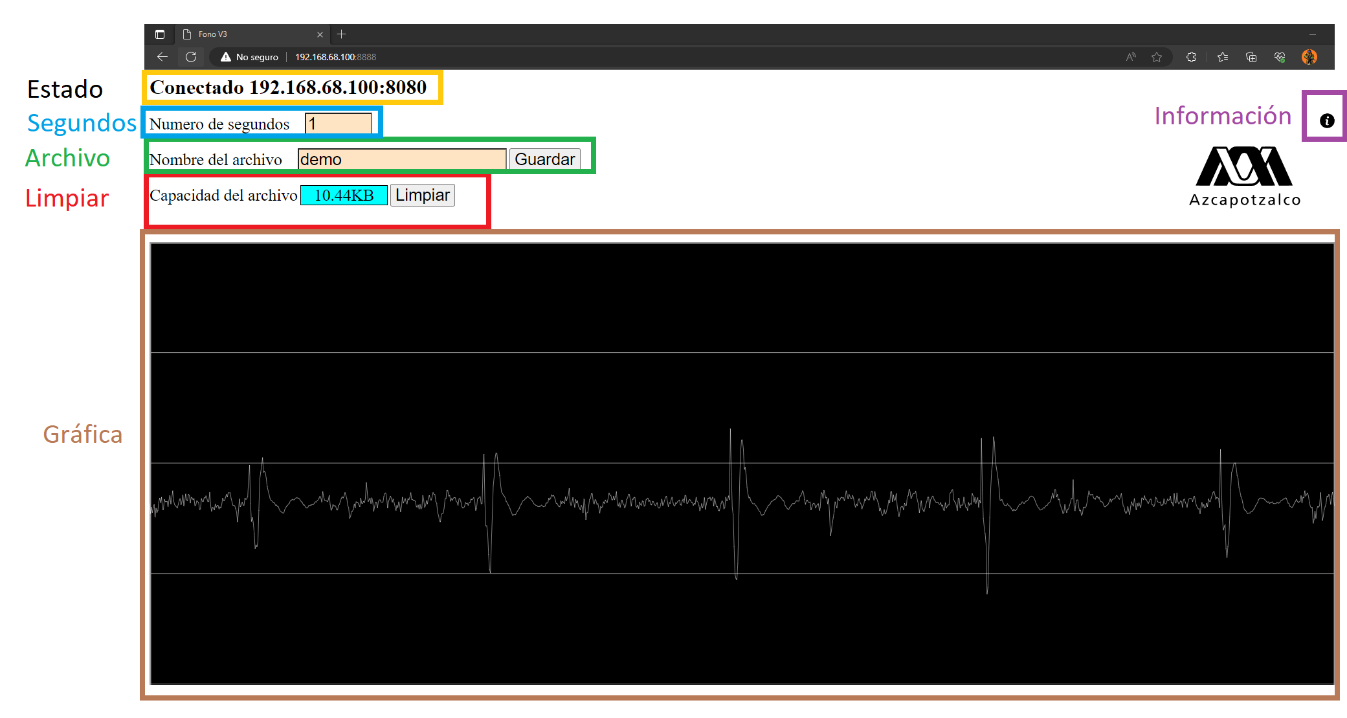 Fono V3
No seguro 192.168.68.100:8888
Estado
Conectado 192.168.68.100:8080
Segundos
Numero de segundos 1
Información
Archivo
Nombre del archivo demo Guardar
Limpiar
Capacidad del archivo 10.44KB Limpiar
Azcapotzalco
Gráfica